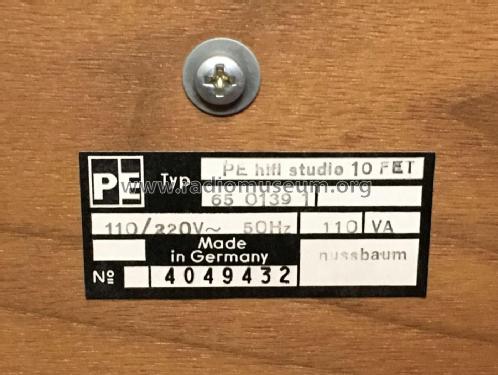 PE Typ PE hifi studio 10 FET
65 0139 1
110/220V~ 50Hz 110 VA
Made
in Germany
nussbaum
Nº 4049432
www.radiomuseum.org